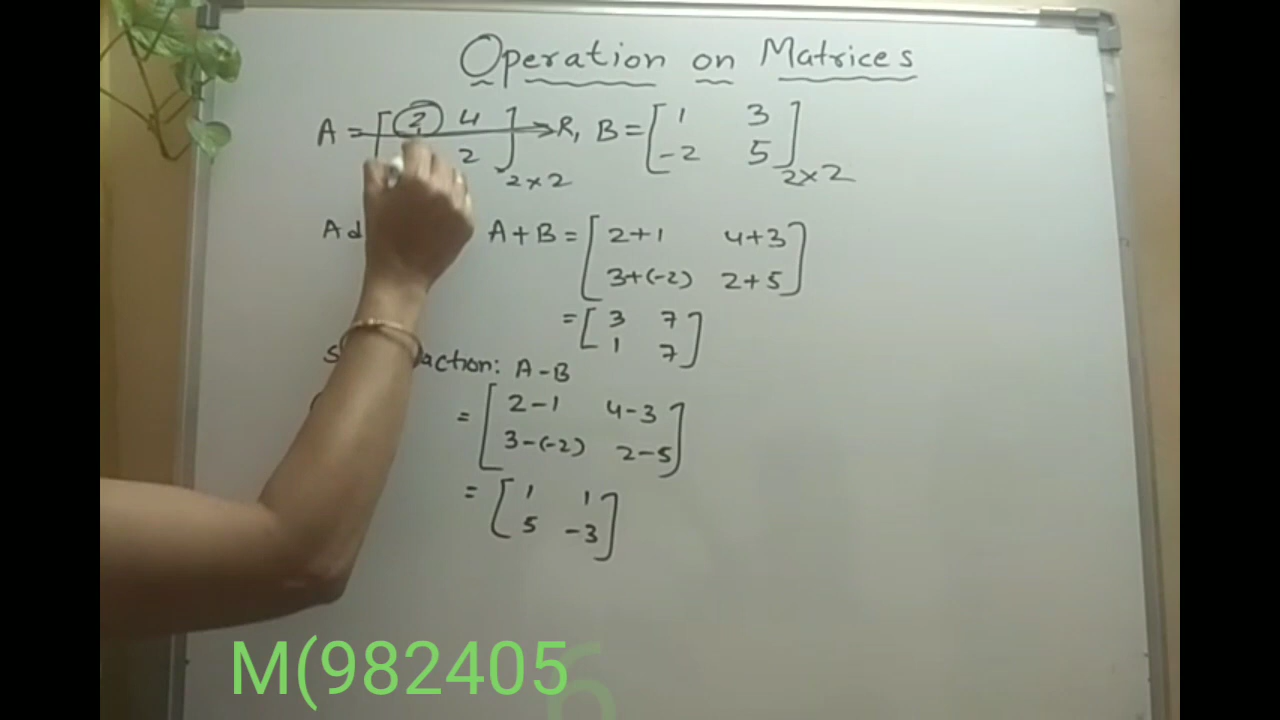 Operation on Matrices
A = [ 2 4 ] → R, B = [ 1 3 ]
2 -2 5
2×2 2×2
A+B = [ 2+1 4+3 ]
3+(-2) 2+5
= [ 3 7 ]
1 7
action: A-B
= [ 2-1 4-3 ]
3-(-2) 2-5
= [ 1 1 ]
5 -3
M(982405